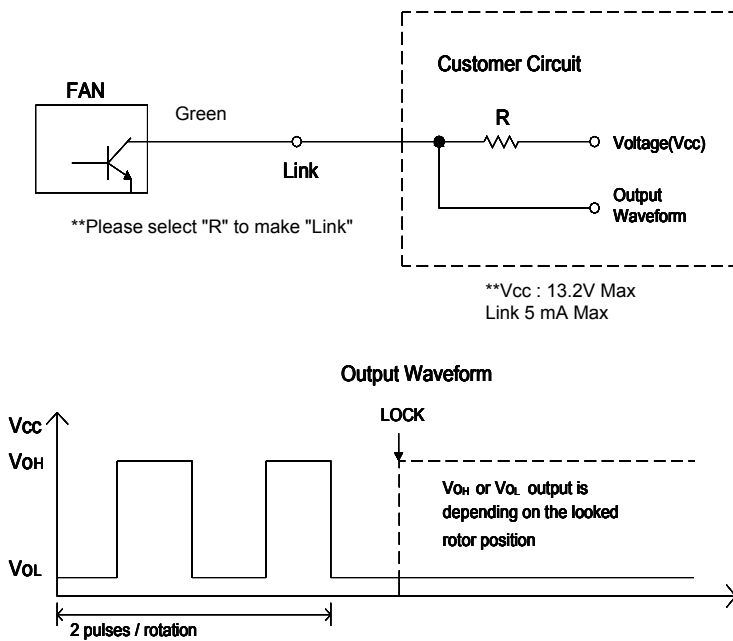 Customer Circuit
FAN
Green
R
Link
Voltage(Vcc)
Output
Waveform
**Please select "R" to make "Link"
**Vcc : 13.2V Max
Link 5 mA Max
Output Waveform
LOCK
Vcc
VOH
VOH or VOL output is
depending on the looked
rotor position
VOL
2 pulses / rotation